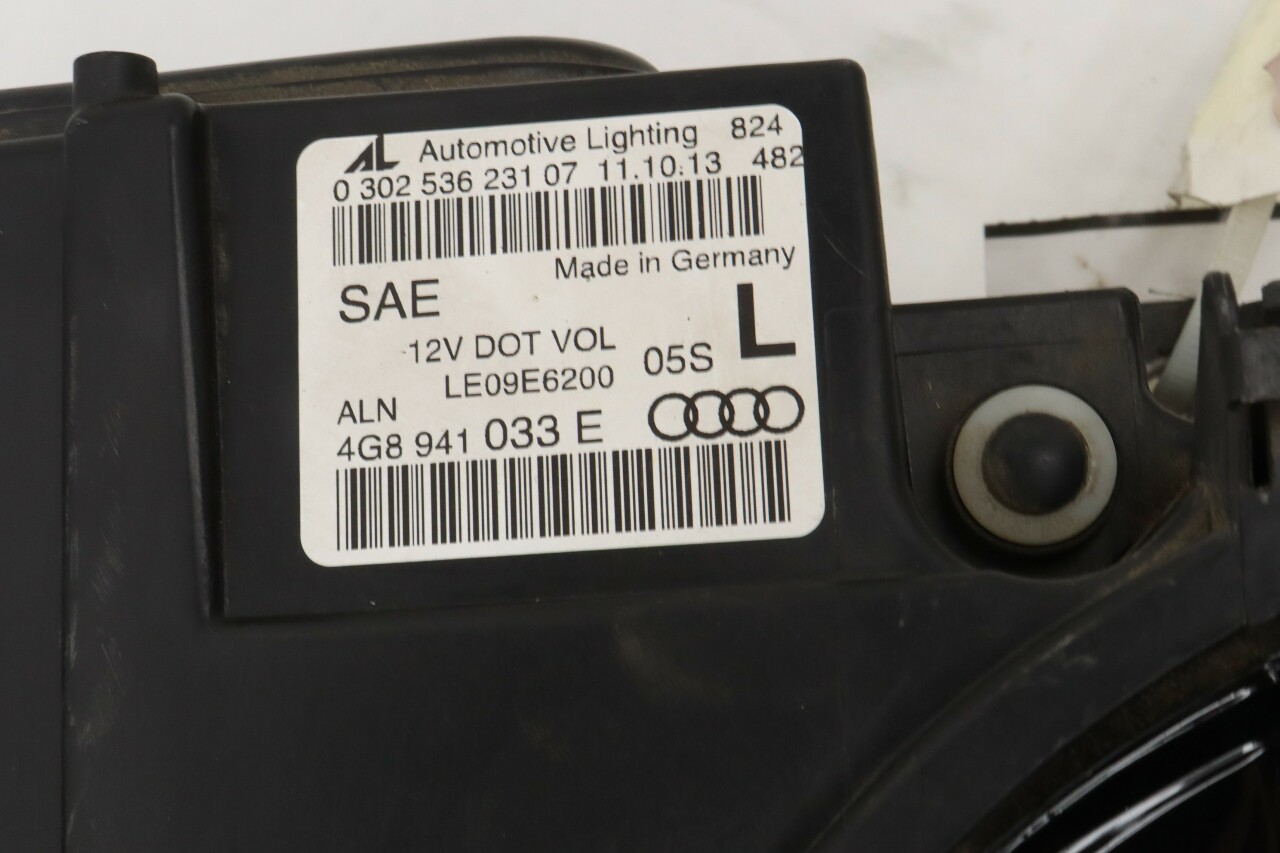 AL Automotive Lighting 824
0 302 536 231 07 11.10.13 482
Made in Germany
SAE
L
12V DOT VOL
05S
LE09E6200
ALN
4G8 941 033 E